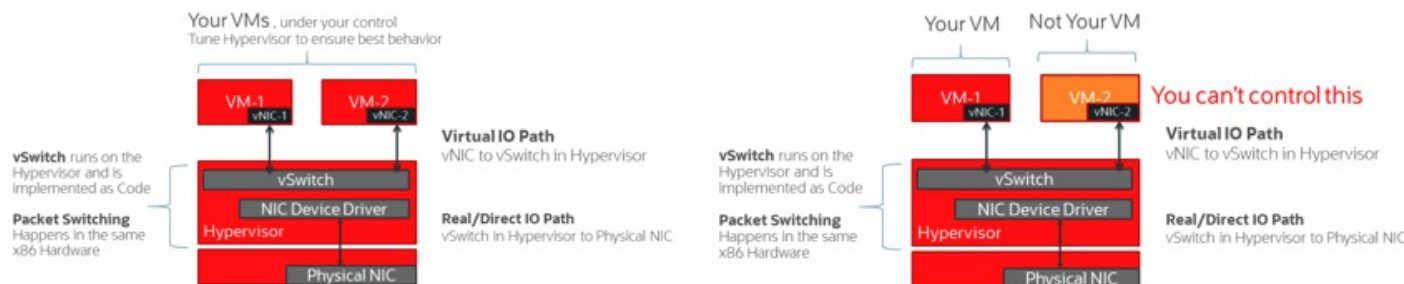 Your VMs , under your control
Tune Hypervisor to ensure best behavior
VM-1
vNIC-1
VM-2
vNIC-2
Virtual IO Path
vNIC to vSwitch in Hypervisor
vSwitch runs on the
Hypervisor and is
implemented as Code
vSwitch
Packet Switching
Happens in the same
x86 Hardware
NIC Device Driver
Hypervisor
Real/Direct IO Path
vSwitch in Hypervisor to Physical NIC
Physical NIC
Your VM
Not Your VM
VM-1
vNIC-1
VM-2
vNIC-2
You can't control this
Virtual IO Path
vNIC to vSwitch in Hypervisor
vSwitch runs on the
Hypervisor and is
implemented as Code
vSwitch
Packet Switching
Happens in the same
x86 Hardware
NIC Device Driver
Hypervisor
Real/Direct IO Path
vSwitch in Hypervisor to Physical NIC
Physical NIC